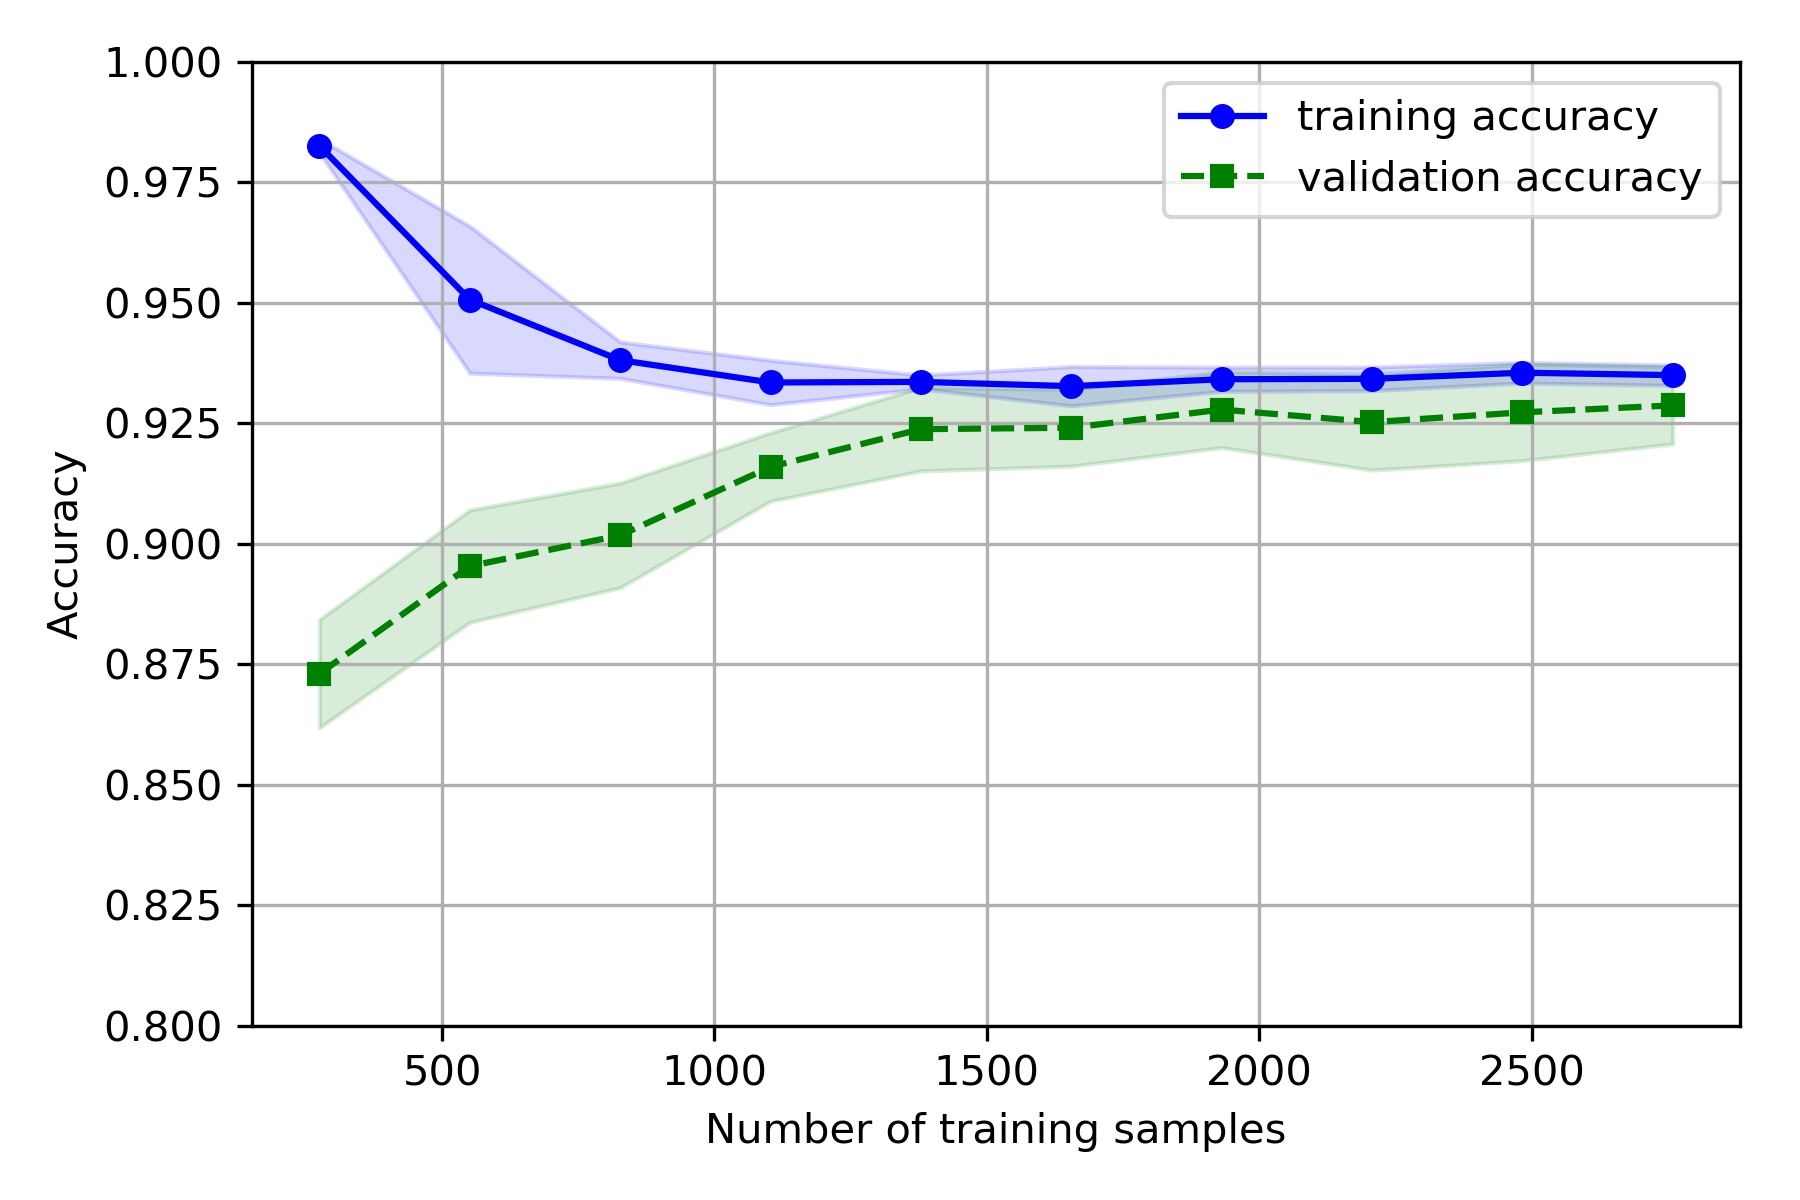 1.000
0.975
0.950
0.925
0.900
0.875
0.850
0.825
0.800
Accuracy
training accuracy
validation accuracy
500 1000 1500 2000 2500
Number of training samples